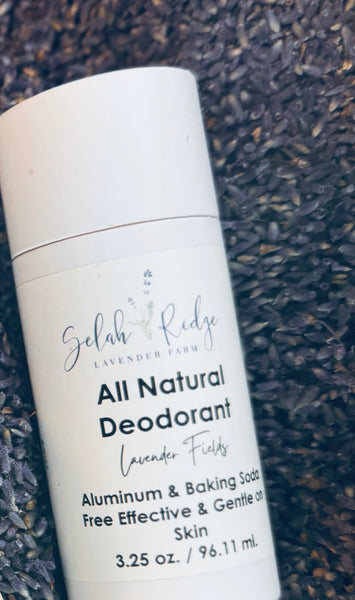 Selah Ridge
LAVENDER FARM
All Natural
Deodorant
Lavender Fields
Aluminum & Baking Soda
Free Effective & Gentle on
Skin
3.25 oz. / 96.11 ml.